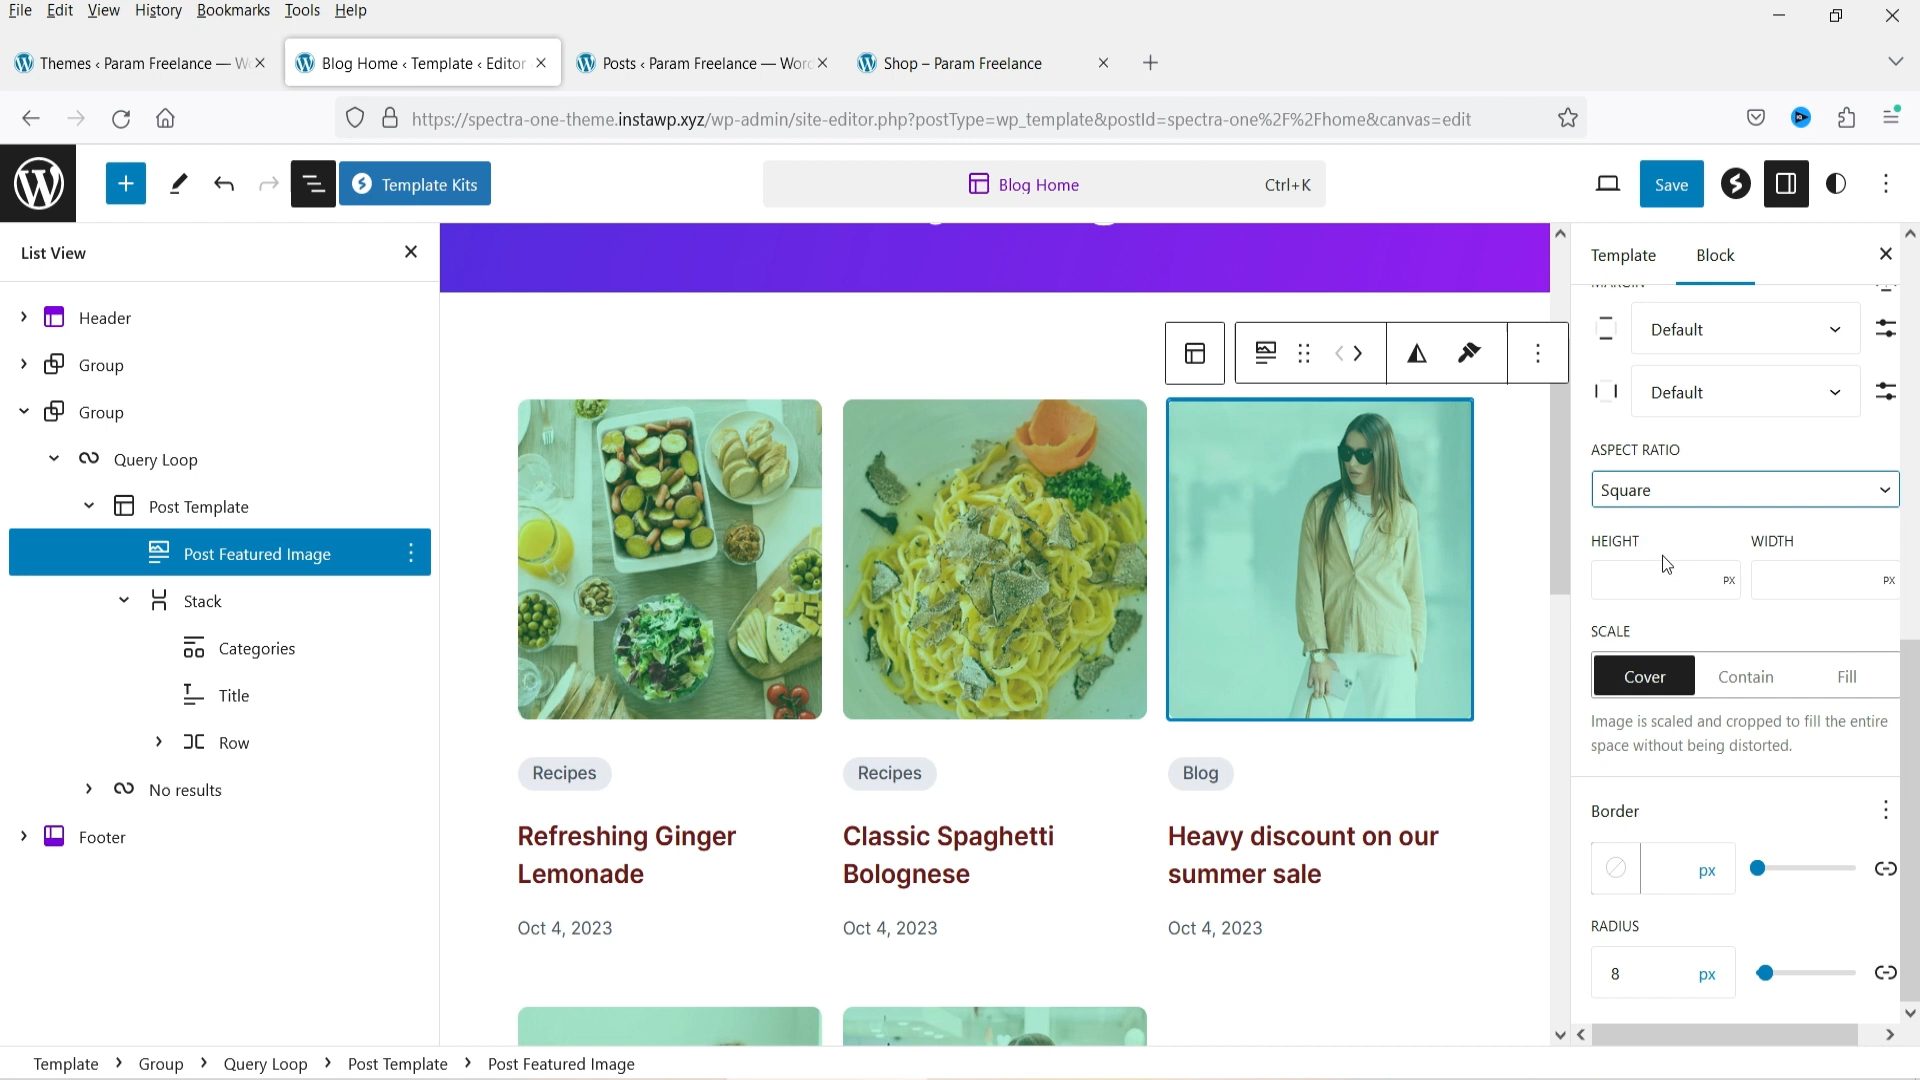 File Edit View History Bookmarks Tools Help
Themes ‹ Param Freelance — W
Blog Home ‹ Template ‹ Editor
Posts ‹ Param Freelance — Word
Shop – Param Freelance
https://spectra-one-theme.instawp.xyz/wp-admin/site-editor.php?postType=wp_template&postId=spectra-one%2F%2Fhome&canvas=edit
Template Kits
Blog Home
Ctrl+K
Save
List View
Header
Group
Group
Query Loop
Post Template
Post Featured Image
Stack
Categories
Title
Row
No results
Footer
Recipes
Recipes
Blog
Refreshing Ginger
Lemonade
Classic Spaghetti
Bolognese
Heavy discount on our
summer sale
Oct 4, 2023
Oct 4, 2023
Oct 4, 2023
Template Block
MARGIN
Default
Default
ASPECT RATIO
Square
HEIGHT WIDTH
PX PX
SCALE
Cover Contain Fill
Image is scaled and cropped to fill the entire
space without being distorted.
Border
px
RADIUS
8 px
Template > Group > Query Loop > Post Template > Post Featured Image